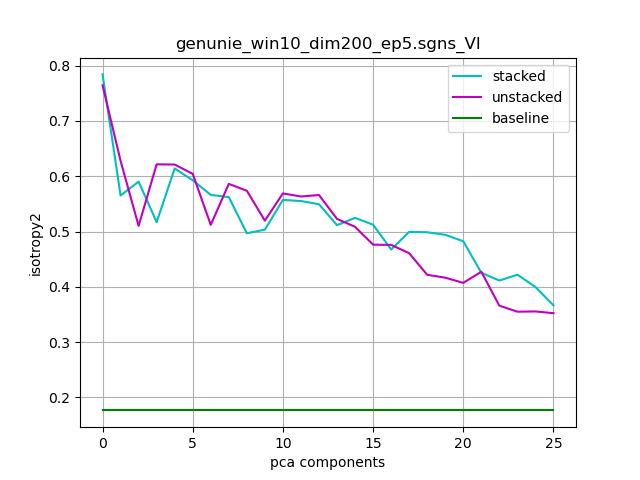 genunie_win10_dim200_ep5.sgns_VI
isotropy2
0.8
0.7
0.6
0.5
0.4
0.3
0.2
stacked
unstacked
baseline
0 5 10 15 20 25
pca components